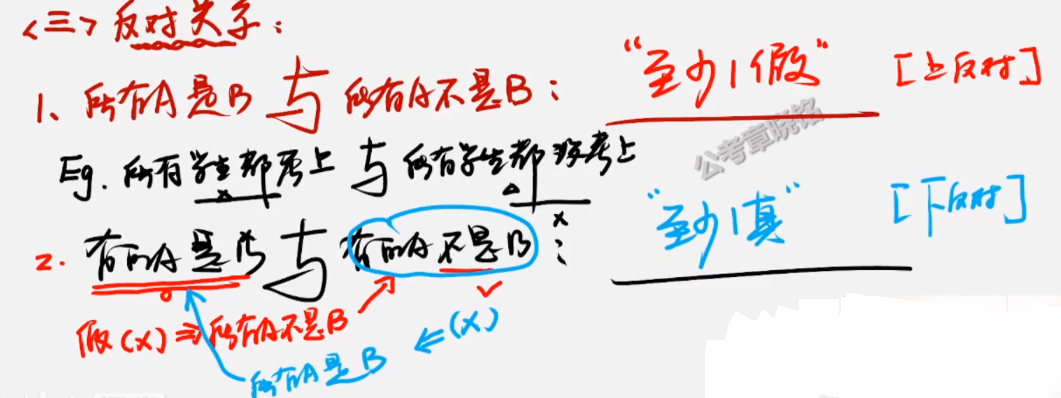 <三>反对关系：
1、所有A是B 与 所有A不是B： “至少1假” [上反对]
Eg. 所有学生都考上 与 所有学生都没考上
公考章晓铭
2. 有的A是B 与 有的A不是B： “至少1真” [下反对]
假(×)⇒所有A不是B
⇐(×)
所有A是B